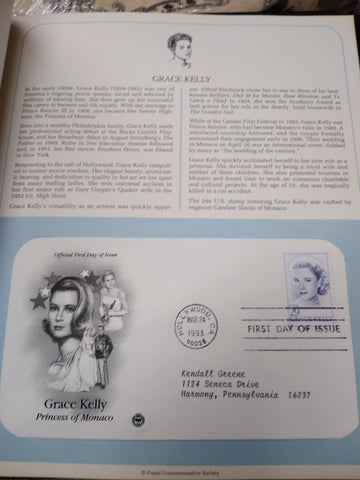 GRACE KELLY
In the early 1950s, Grace Kelly (1929-1982) was one of
America's reigning movie queens, loved and admired by
millions of adoring fans. She then gave up her successful
film career to become real-life royalty. With her marriage to
Prince Rainier III in 1956, she became Her Serene High-
ness, the Princess of Monaco.
Born into a wealthy Philadelphia family, Grace Kelly made
her professional acting debut at the Bucks County Play-
house, and her Broadway debut in August Strindberg's The
Father in 1949. Roles in live television dramas followed
and in 1951, her first movie, Fourteen Hours, was filmed
in New York.
Responding to the call of Hollywood, Grace Kelly catapult-
ed to instant movie stardom. Her elegant beauty, aristocrat-
ic bearing, and dedication to quality in her art set her apart
from many leading ladies. She won universal acclaim in
her first major role as Gary Cooper's Quaker wife in the
1952 hit, High Noon.
Grace Kelly's versatility as an actress was quickly appar-
ent. Alfred Hitchcock chose her to star in three of his best
known thrillers, Dial M for Murder, Rear Window, and To
Catch a Thief. In 1954, she won the Academy Award
as best actress for her role as the dowdy, loyal housewife in
The Country Girl.
While at the Cannes Film Festival in 1955, Grace Kelly met
Prince Rainier, who had become Monaco's ruler in 1949. A
whirlwind courtship followed, and the couple formally
announced their engagement early in 1956. Their wedding
in Monaco on April 18 was an international event, dubbed
by many as "the wedding of the century."
Grace Kelly quickly acclimated herself to her new role as a
princess. She devoted herself to being a royal wife and
mother of three children. She also promoted tourism in
Monaco and found time to work on numerous charitable
and cultural projects. At the age of 52, she was tragically
killed in a car accident.
The 29¢ U.S. stamp honoring Grace Kelly was crafted by
engraver Czeslaw Slania of Monaco.
Official First Day of Issue
HOLLYWOOD, CA
MAR 24
1993
90028
29
USA
GRACE KELLY
FIRST DAY OF ISSUE
Kendall Greene
1124 Seneca Drive
Harmony, Pennsylvania 16037
Grace Kelly
Princess of Monaco
© Postal Commemorative Society